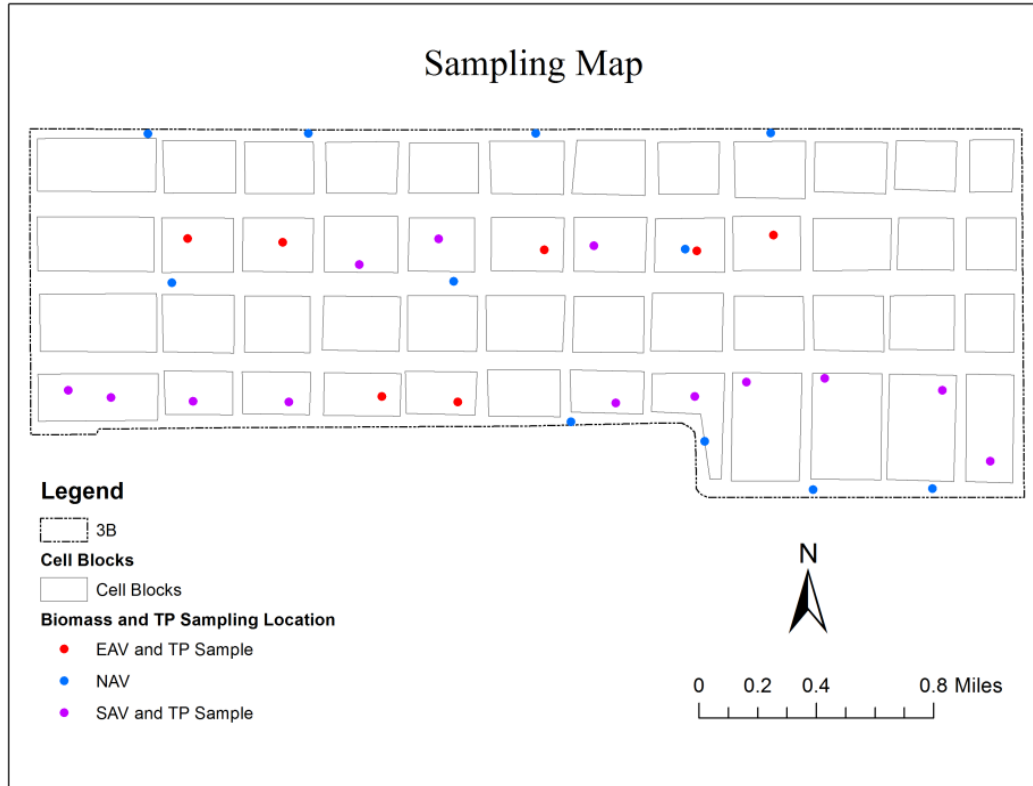 Sampling Map
Legend
3B
Cell Blocks
Cell Blocks
Biomass and TP Sampling Location
EAV and TP Sample
NAV
SAV and TP Sample
N
0 0.2 0.4 0.8 Miles